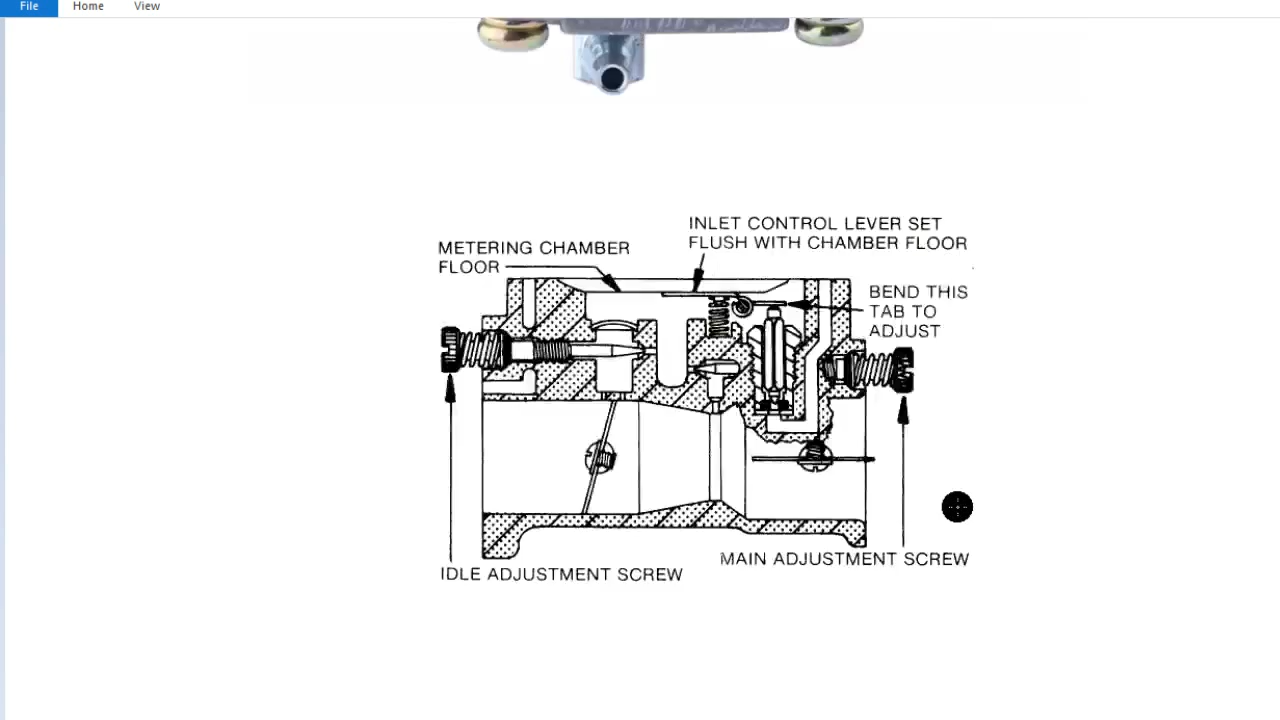 File Home View
INLET CONTROL LEVER SET
FLUSH WITH CHAMBER FLOOR
METERING CHAMBER
FLOOR
BEND THIS
TAB TO
ADJUST
MAIN ADJUSTMENT SCREW
IDLE ADJUSTMENT SCREW